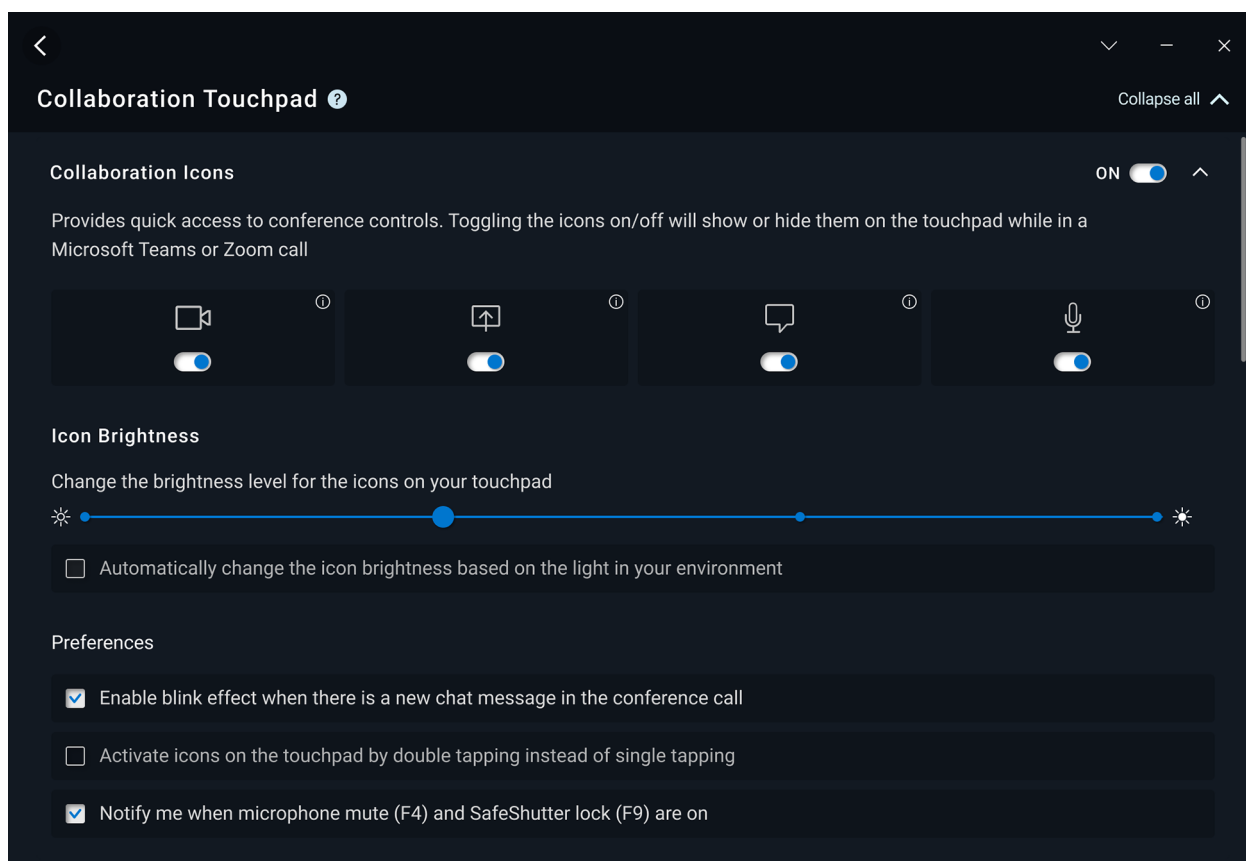 Collaboration Touchpad ?
Collapse all
Collaboration Icons
ON
Provides quick access to conference controls. Toggling the icons on/off will show or hide them on the touchpad while in a
Microsoft Teams or Zoom call
Icon Brightness
Change the brightness level for the icons on your touchpad
Automatically change the icon brightness based on the light in your environment
Preferences
Enable blink effect when there is a new chat message in the conference call
Activate icons on the touchpad by double tapping instead of single tapping
Notify me when microphone mute (F4) and SafeShutter lock (F9) are on